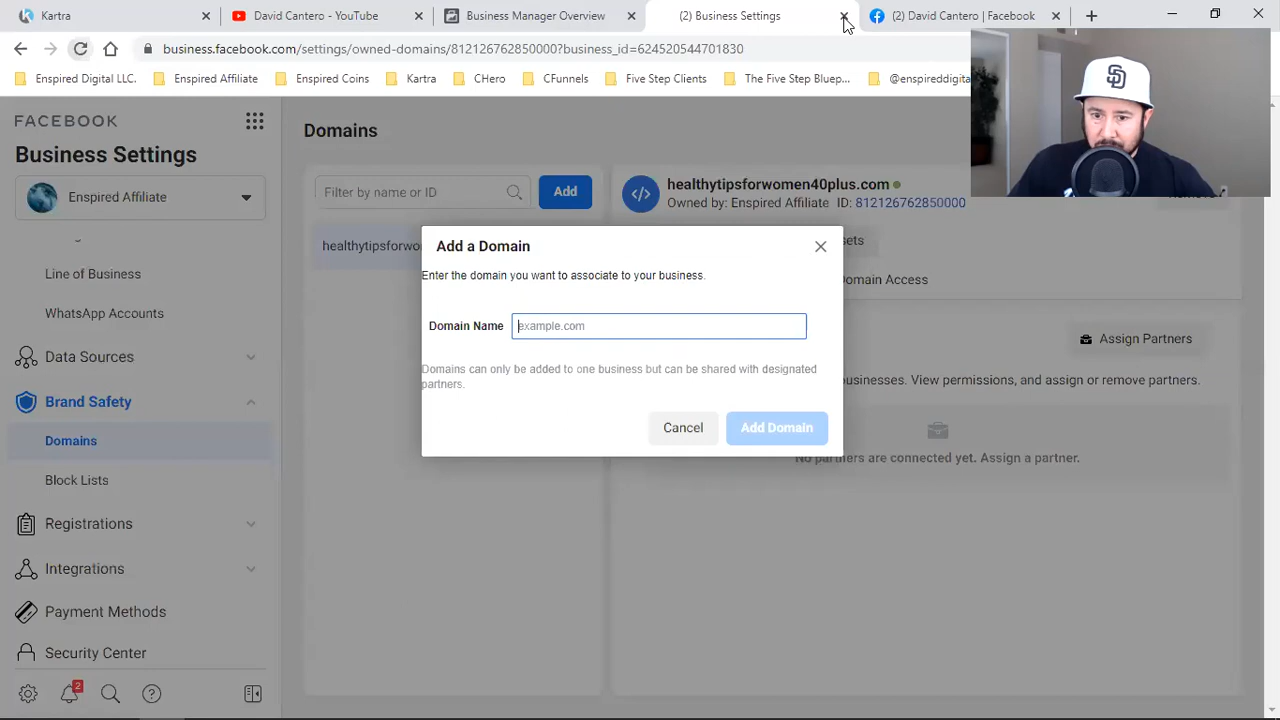 Kartra
David Cantero - YouTube
Business Manager Overview
(2) Business Settings
(2) David Cantero | Facebook
business.facebook.com/settings/owned-domains/812126762850000?business_id=624520544701830
Enspired Digital LLC.
Enspired Affiliate
Enspired Coins
Kartra
CHero
CFunnels
Five Step Clients
The Five Step Bluep...
@enspireddigita
FACEBOOK
Business Settings
Enspired Affiliate
Line of Business
WhatsApp Accounts
Data Sources
Brand Safety
Domains
Block Lists
Registrations
Integrations
Payment Methods
Security Center
2
Domains
Filter by name or ID
Add
healthytipsforwo
healthytipsforwomen40plus.com
Owned by: Enspired Affiliate ID: 812126762850000
sets
Domain Access
Assign Partners
businesses. View permissions, and assign or remove partners.
No partners are connected yet. Assign a partner.
Add a Domain
Enter the domain you want to associate to your business.
Domain Name
example.com
Domains can only be added to one business but can be shared with designated
partners.
Cancel
Add Domain
SD